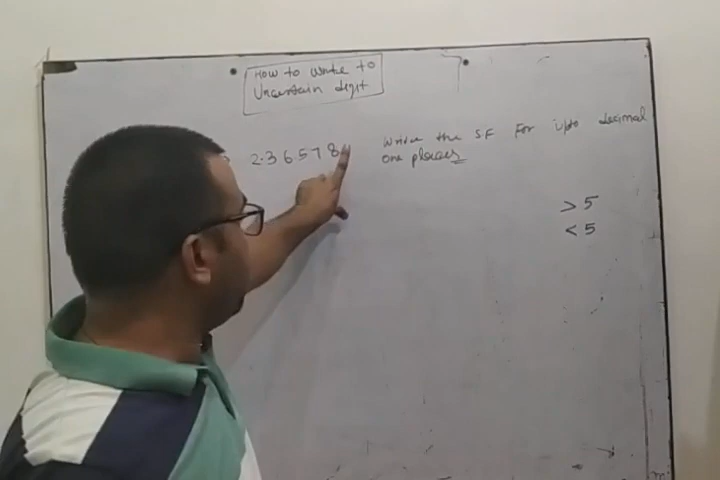 How to write to
Uncertain digit
2.36578
Write the SF For upto decimal
one places
> 5
< 5